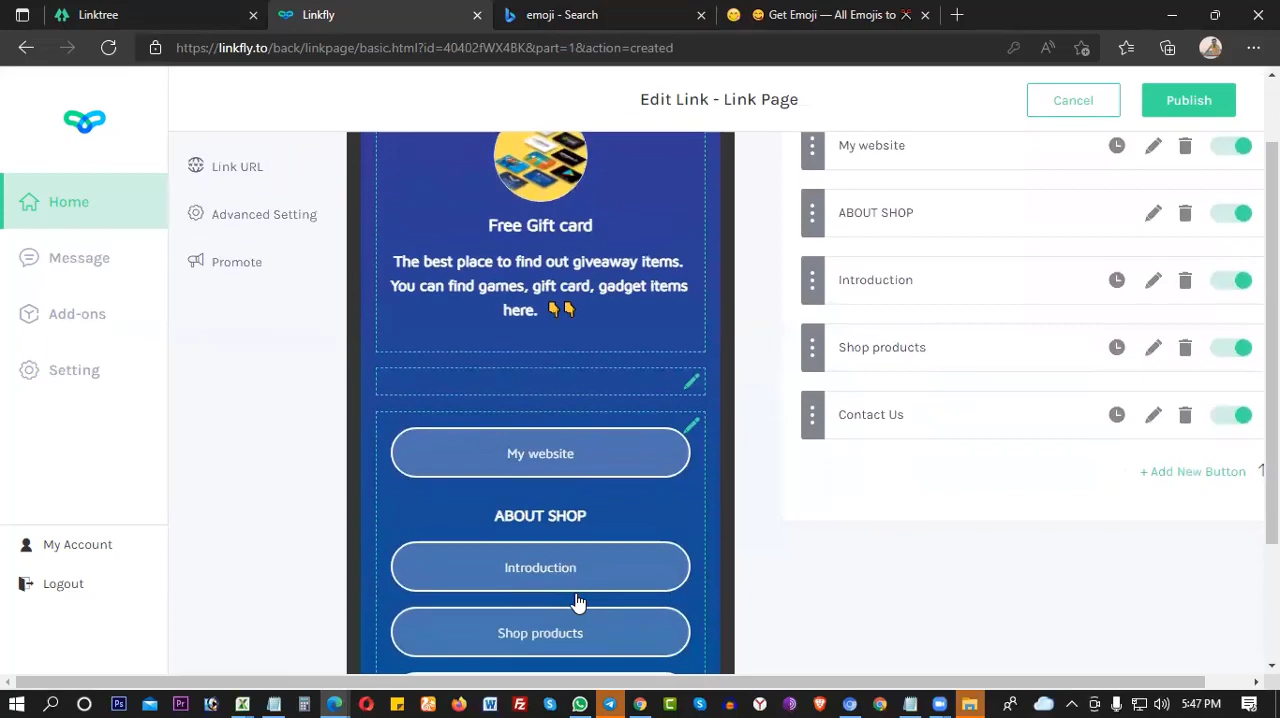 Linktree
Linkfly
emoji - Search
Get Emoji — All Emojis to
https://linkfly.to/back/linkpage/basic.html?id=40402fWX4BK&part=1&action=created
Edit Link - Link Page
Cancel
Publish
Home
Message
Add-ons
Setting
My Account
Logout
Link URL
Advanced Setting
Promote
Free Gift card
The best place to find out giveaway items.
You can find games, gift card, gadget items
here. 👇👇
My website
ABOUT SHOP
Introduction
Shop products
My website
ABOUT SHOP
Introduction
Shop products
Contact Us
+ Add New Button
5:47 PM